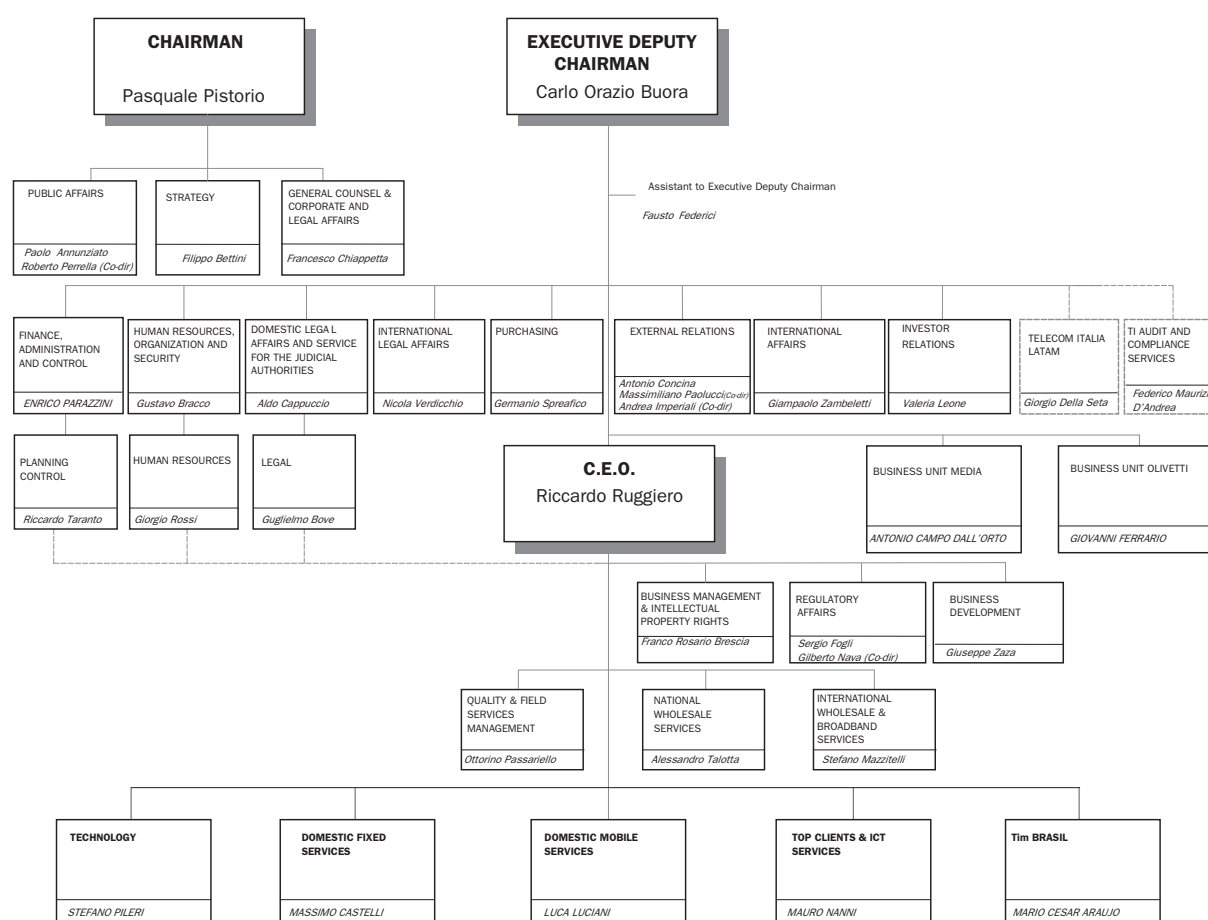 CHAIRMAN
Pasquale Pistorio
EXECUTIVE DEPUTY
CHAIRMAN
Carlo Orazio Buora
Assistant to Executive Deputy Chairman
Fausto Federici
PUBLIC AFFAIRS
Paolo Annunziato
Roberto Perrella (Co-dir)
STRATEGY
Filippo Bettini
GENERAL COUNSEL &
CORPORATE AND
LEGAL AFFAIRS
Francesco Chiappetta
FINANCE,
ADMINISTRATION
AND CONTROL
ENRICO PARAZZINI
HUMAN RESOURCES,
ORGANIZATION AND
SECURITY
Gustavo Bracco
DOMESTIC LEGAL
AFFAIRS AND SERVICE
FOR THE JUDICIAL
AUTHORITIES
Aldo Cappuccio
INTERNATIONAL
LEGAL AFFAIRS
Nicola Verdicchio
PURCHASING
Germanio Spreafico
EXTERNAL RELATIONS
Antonio Concina
Massimiliano Paolucci(Co-dir)
Andrea Imperiali (Co-dir)
INTERNATIONAL
AFFAIRS
Giampaolo Zambeletti
INVESTOR
RELATIONS
Valeria Leone
TELECOM ITALIA
LATAM
Giorgio Della Seta
TI AUDIT AND
COMPLIANCE
SERVICES
Federico Maurizi
D'Andrea
PLANNING
CONTROL
Riccardo Taranto
HUMAN RESOURCES
Giorgio Rossi
LEGAL
Guglielmo Bove
C.E.O.
Riccardo Ruggiero
BUSINESS UNIT MEDIA
ANTONIO CAMPO DALL'ORTO
BUSINESS UNIT OLIVETTI
GIOVANNI FERRARIO
BUSINESS MANAGEMENT
& INTELLECTUAL
PROPERTY RIGHTS
Franco Rosario Brescia
REGULATORY
AFFAIRS
Sergio Fogli
Gilberto Nava (Co-dir)
BUSINESS
DEVELOPMENT
Giuseppe Zaza
QUALITY & FIELD
SERVICES
MANAGEMENT
Ottorino Passariello
NATIONAL
WHOLESALE
SERVICES
Alessandro Talotta
INTERNATIONAL
WHOLESALE &
BROADBAND
SERVICES
Stefano Mazzitelli
TECHNOLOGY
STEFANO PILERI
DOMESTIC FIXED
SERVICES
MASSIMO CASTELLI
DOMESTIC MOBILE
SERVICES
LUCA LUCIANI
TOP CLIENTS & ICT
SERVICES
MAURO NANNI
Tim BRASIL
MARIO CESAR ARAUJO